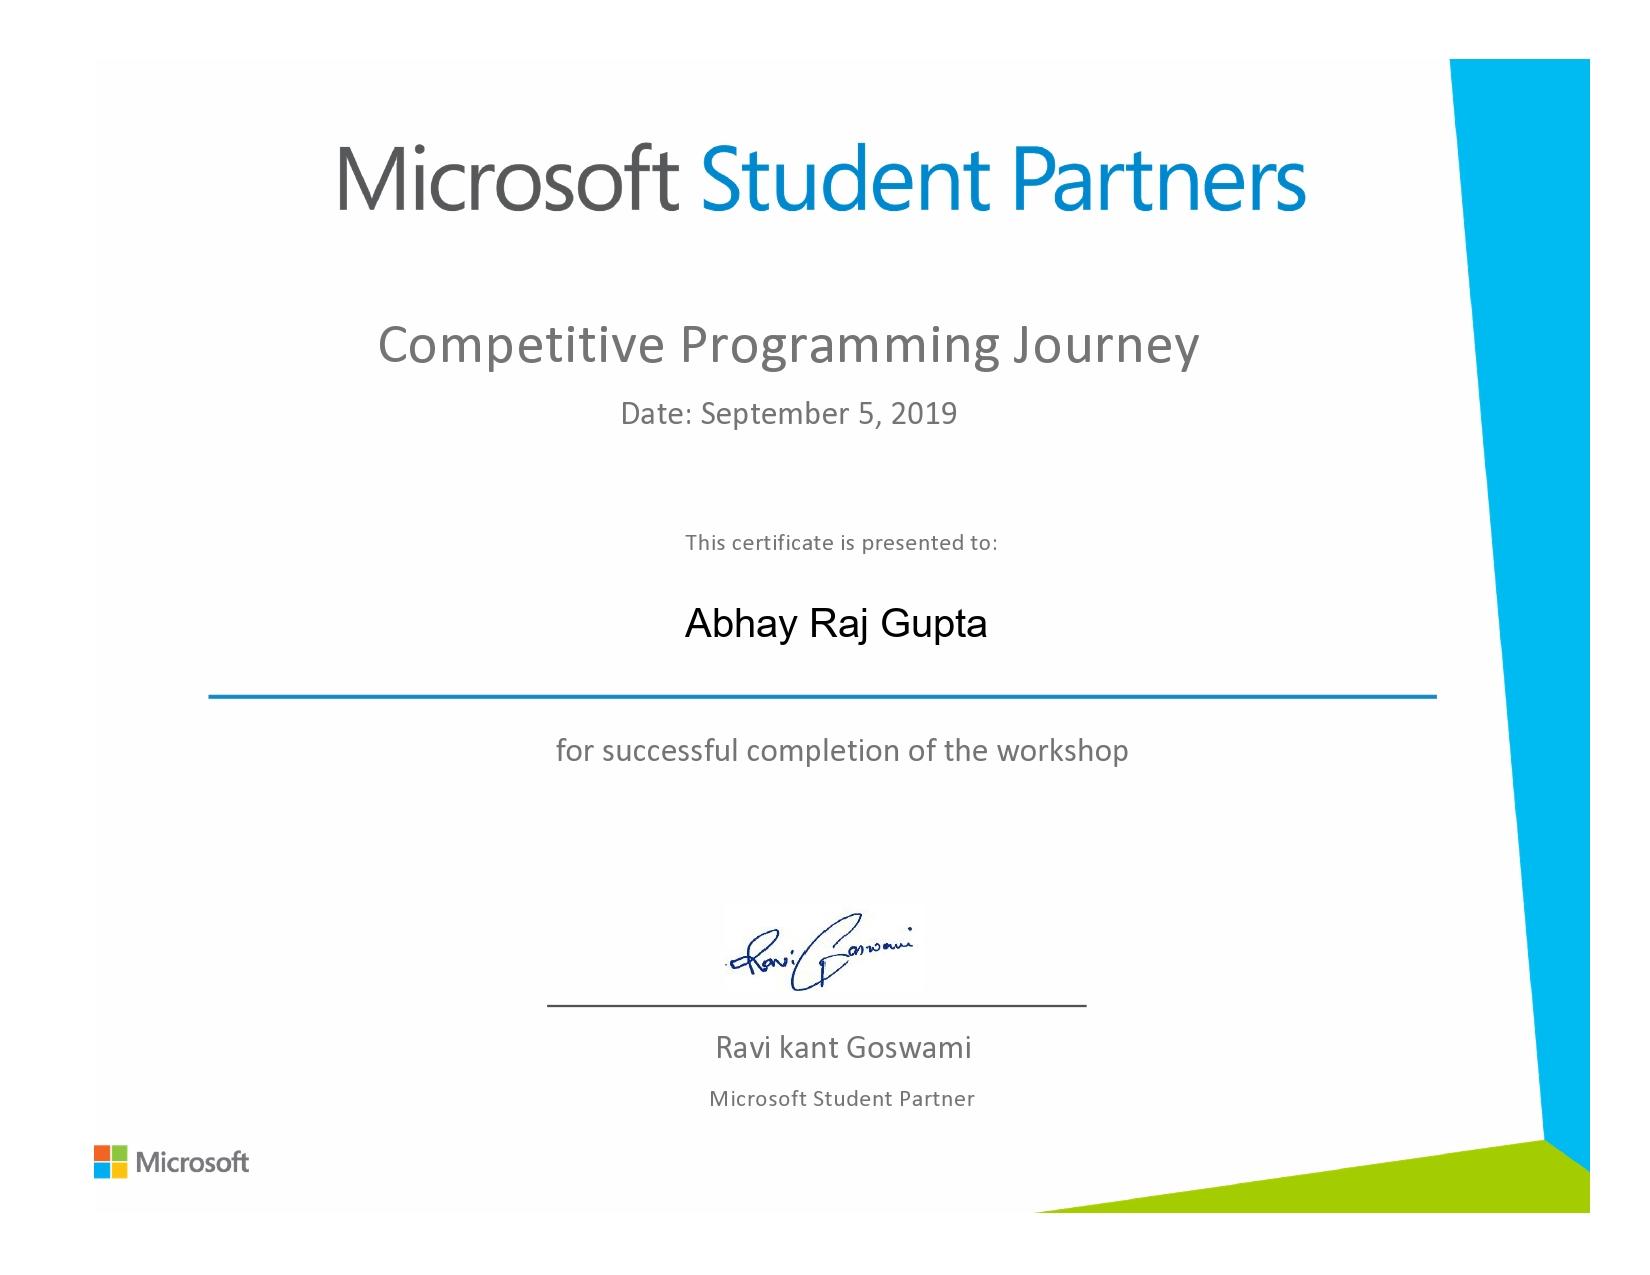 Microsoft Student Partners
Competitive Programming Journey
Date: September 5, 2019
This certificate is presented to:
Abhay Raj Gupta
for successful completion of the workshop
Ravi Goswami
Ravi kant Goswami
Microsoft Student Partner
Microsoft